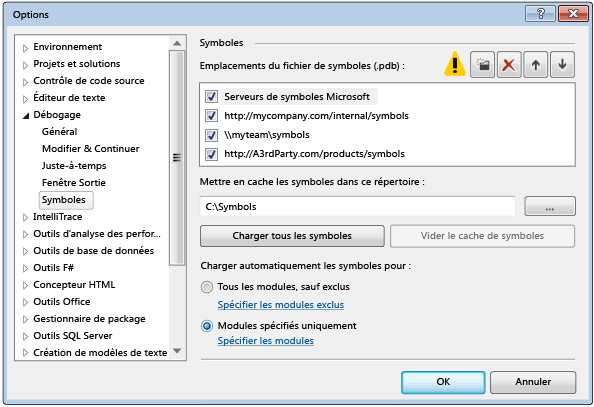 Options
Environnement
Projets et solutions
Contrôle de code source
Éditeur de texte
Débogage
Général
Modifier & Continuer
Juste-à-temps
Fenêtre Sortie
Symboles
IntelliTrace
Outils d'analyse des perfor...
Outils de base de données
Outils F#
Concepteur HTML
Outils Office
Gestionnaire de package
Outils SQL Server
Création de modèles de texte
Symboles
Emplacements du fichier de symboles (.pdb) :
Serveurs de symboles Microsoft
http://mycompany.com/internal/symbols
\\myteam\symbols
http://A3rdParty.com/products/symbols
Mettre en cache les symboles dans ce répertoire :
C:\Symbols
...
Charger tous les symboles
Vider le cache de symboles
Charger automatiquement les symboles pour :
Tous les modules, sauf exclus
Spécifier les modules exclus
Modules spécifiés uniquement
Spécifier les modules
OK
Annuler